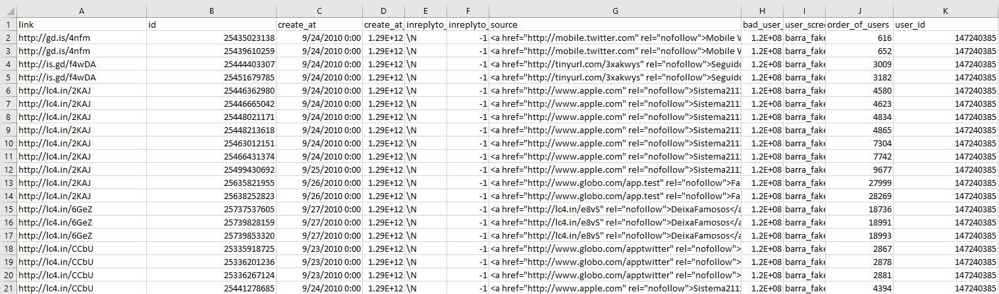 A B C D E F G H I J K
1 link id create_at create_at_ inreplyto_ inreplyto_ source bad_user_ user_scree order_of_users user_id
2 http://gd.is/4nfm 25435023138 9/24/2010 0:00 1.29E+12 \N -1 <a href="http://mobile.twitter.com" rel="nofollow">Mobile W 1.2E+08 barra_fake 616 147240385
3 http://gd.is/4nfm 25439610259 9/24/2010 0:00 1.29E+12 \N -1 <a href="http://mobile.twitter.com" rel="nofollow">Mobile W 1.2E+08 barra_fake 652 147240385
4 http://is.gd/f4wDA 25444403307 9/24/2010 0:00 1.29E+12 \N -1 <a href="http://tinyurl.com/3xakwys" rel="nofollow">Seguido 1.2E+08 barra_fake 3009 147240385
5 http://is.gd/f4wDA 25451679785 9/24/2010 0:00 1.29E+12 \N -1 <a href="http://tinyurl.com/3xakwys" rel="nofollow">Seguido 1.2E+08 barra_fake 3182 147240385
6 http://lc4.in/2KAJ 25446362980 9/24/2010 0:00 1.29E+12 \N -1 <a href="http://www.apple.com" rel="nofollow">Sistema211 1.2E+08 barra_fake 4580 147240385
7 http://lc4.in/2KAJ 25446665042 9/24/2010 0:00 1.29E+12 \N -1 <a href="http://www.apple.com" rel="nofollow">Sistema211 1.2E+08 barra_fake 4623 147240385
8 http://lc4.in/2KAJ 25448021171 9/24/2010 0:00 1.29E+12 \N -1 <a href="http://www.apple.com" rel="nofollow">Sistema211 1.2E+08 barra_fake 4834 147240385
9 http://lc4.in/2KAJ 25448213618 9/24/2010 0:00 1.29E+12 \N -1 <a href="http://www.apple.com" rel="nofollow">Sistema211 1.2E+08 barra_fake 4865 147240385
10 http://lc4.in/2KAJ 25463012151 9/24/2010 0:00 1.29E+12 \N -1 <a href="http://www.apple.com" rel="nofollow">Sistema211 1.2E+08 barra_fake 7304 147240385
11 http://lc4.in/2KAJ 25466431374 9/24/2010 0:00 1.29E+12 \N -1 <a href="http://www.apple.com" rel="nofollow">Sistema211 1.2E+08 barra_fake 7742 147240385
12 http://lc4.in/2KAJ 25499430692 9/25/2010 0:00 1.29E+12 \N -1 <a href="http://www.apple.com" rel="nofollow">Sistema211 1.2E+08 barra_fake 9677 147240385
13 http://lc4.in/2KAJ 25635821955 9/26/2010 0:00 1.29E+12 \N -1 <a href="http://www.globo.com/app.test" rel="nofollow">Fa 1.2E+08 barra_fake 27999 147240385
14 http://lc4.in/2KAJ 25638252823 9/26/2010 0:00 1.29E+12 \N -1 <a href="http://www.globo.com/app.test" rel="nofollow">Fa 1.2E+08 barra_fake 28269 147240385
15 http://lc4.in/6GeZ 25737537605 9/27/2010 0:00 1.29E+12 \N -1 <a href="http://lc4.in/e8vS" rel="nofollow">DeixaFamosos</a 1.2E+08 barra_fake 18736 147240385
16 http://lc4.in/6GeZ 25739828159 9/27/2010 0:00 1.29E+12 \N -1 <a href="http://lc4.in/e8vS" rel="nofollow">DeixaFamosos</a 1.2E+08 barra_fake 18991 147240385
17 http://lc4.in/6GeZ 25739853320 9/27/2010 0:00 1.29E+12 \N -1 <a href="http://lc4.in/e8vS" rel="nofollow">DeixaFamosos</a 1.2E+08 barra_fake 18993 147240385
18 http://lc4.in/CCbU 25335918725 9/23/2010 0:00 1.29E+12 \N -1 <a href="http://www.globo.com/apptwitter" rel="nofollow"> 1.2E+08 barra_fake 2867 147240385
19 http://lc4.in/CCbU 25336201236 9/23/2010 0:00 1.29E+12 \N -1 <a href="http://www.globo.com/apptwitter" rel="nofollow"> 1.2E+08 barra_fake 2878 147240385
20 http://lc4.in/CCbU 25336267124 9/23/2010 0:00 1.29E+12 \N -1 <a href="http://www.globo.com/apptwitter" rel="nofollow"> 1.2E+08 barra_fake 2881 147240385
21 http://lc4.in/CCbU 25441278685 9/24/2010 0:00 1.29E+12 \N -1 <a href="http://www.apple.com" rel="nofollow">Sistema211 1.2E+08 barra_fake 4394 147240385